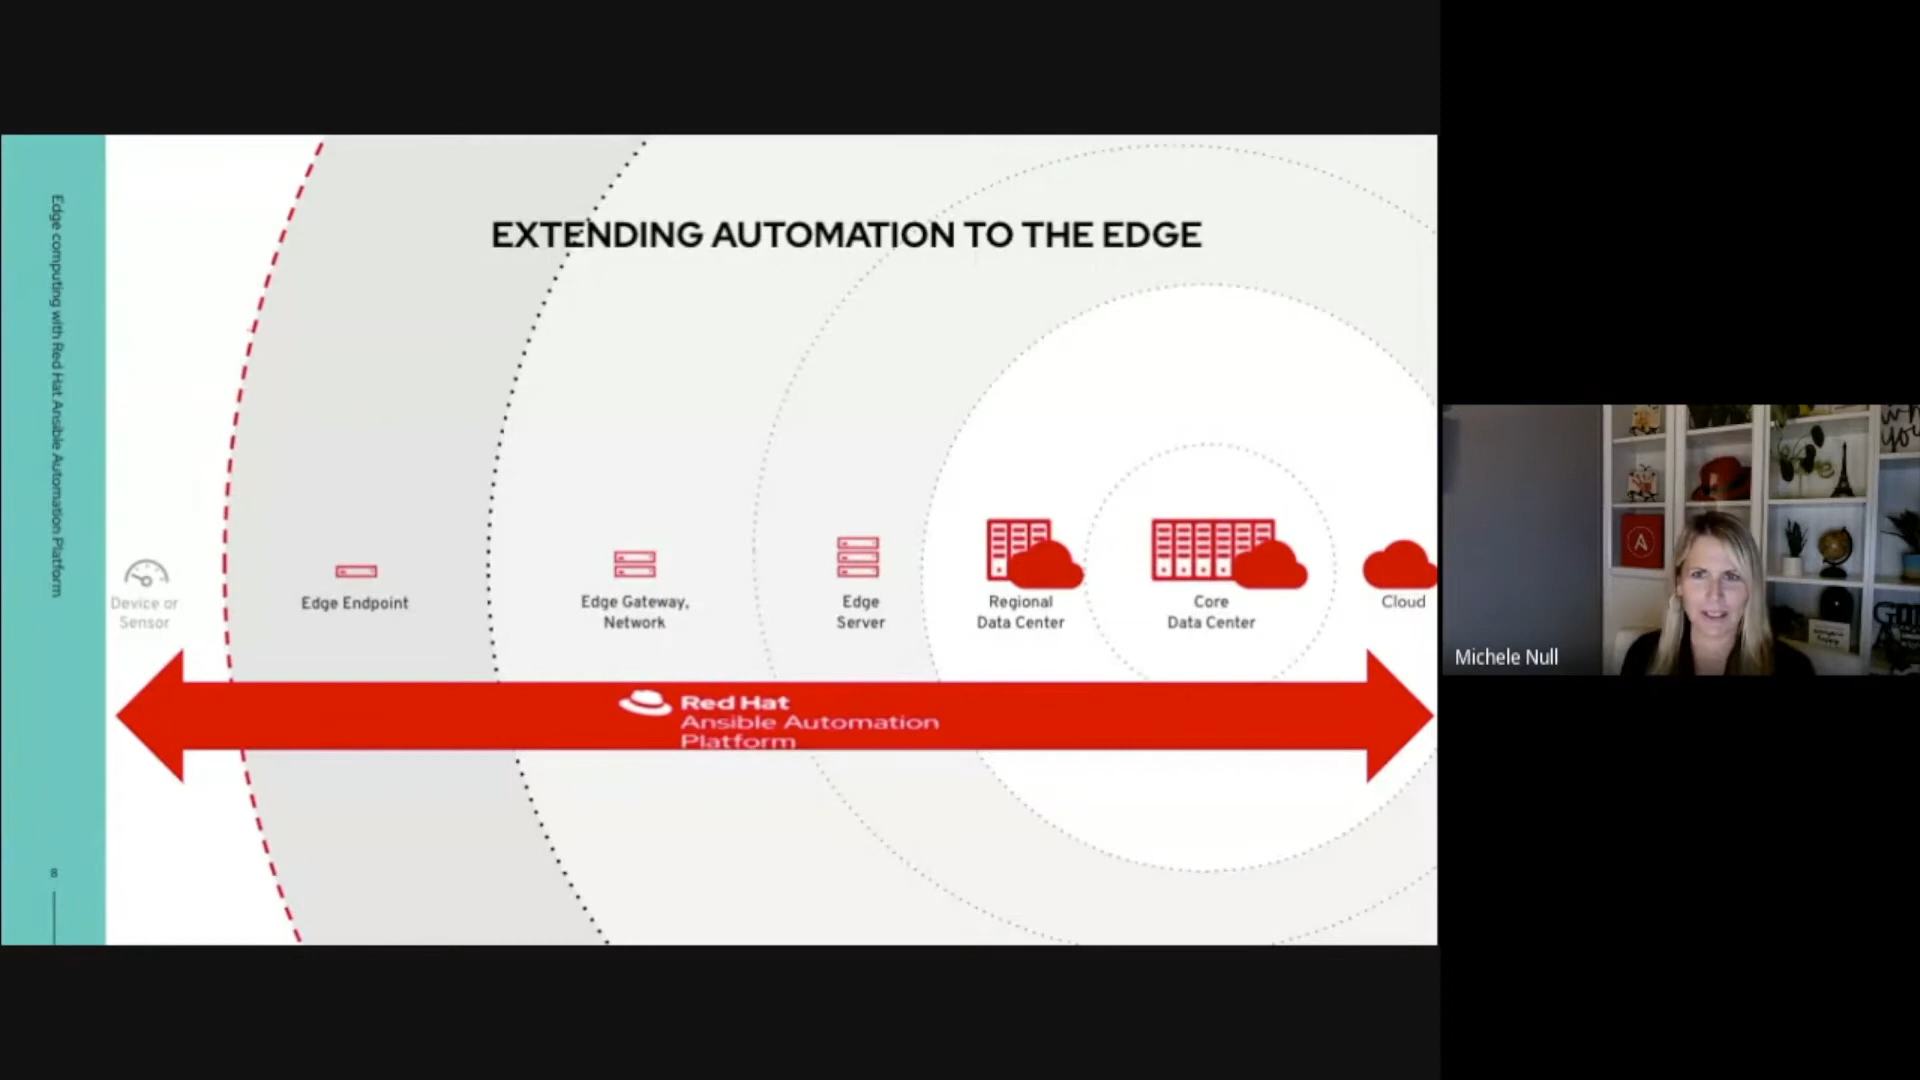 Edge computing with Red Hat Ansible Automation Platform
8
EXTENDING AUTOMATION TO THE EDGE
Device or
Sensor
Edge Endpoint
Edge Gateway,
Network
Edge
Server
Regional
Data Center
Core
Data Center
Cloud
Red Hat
Ansible Automation
Platform
A
Michele Null